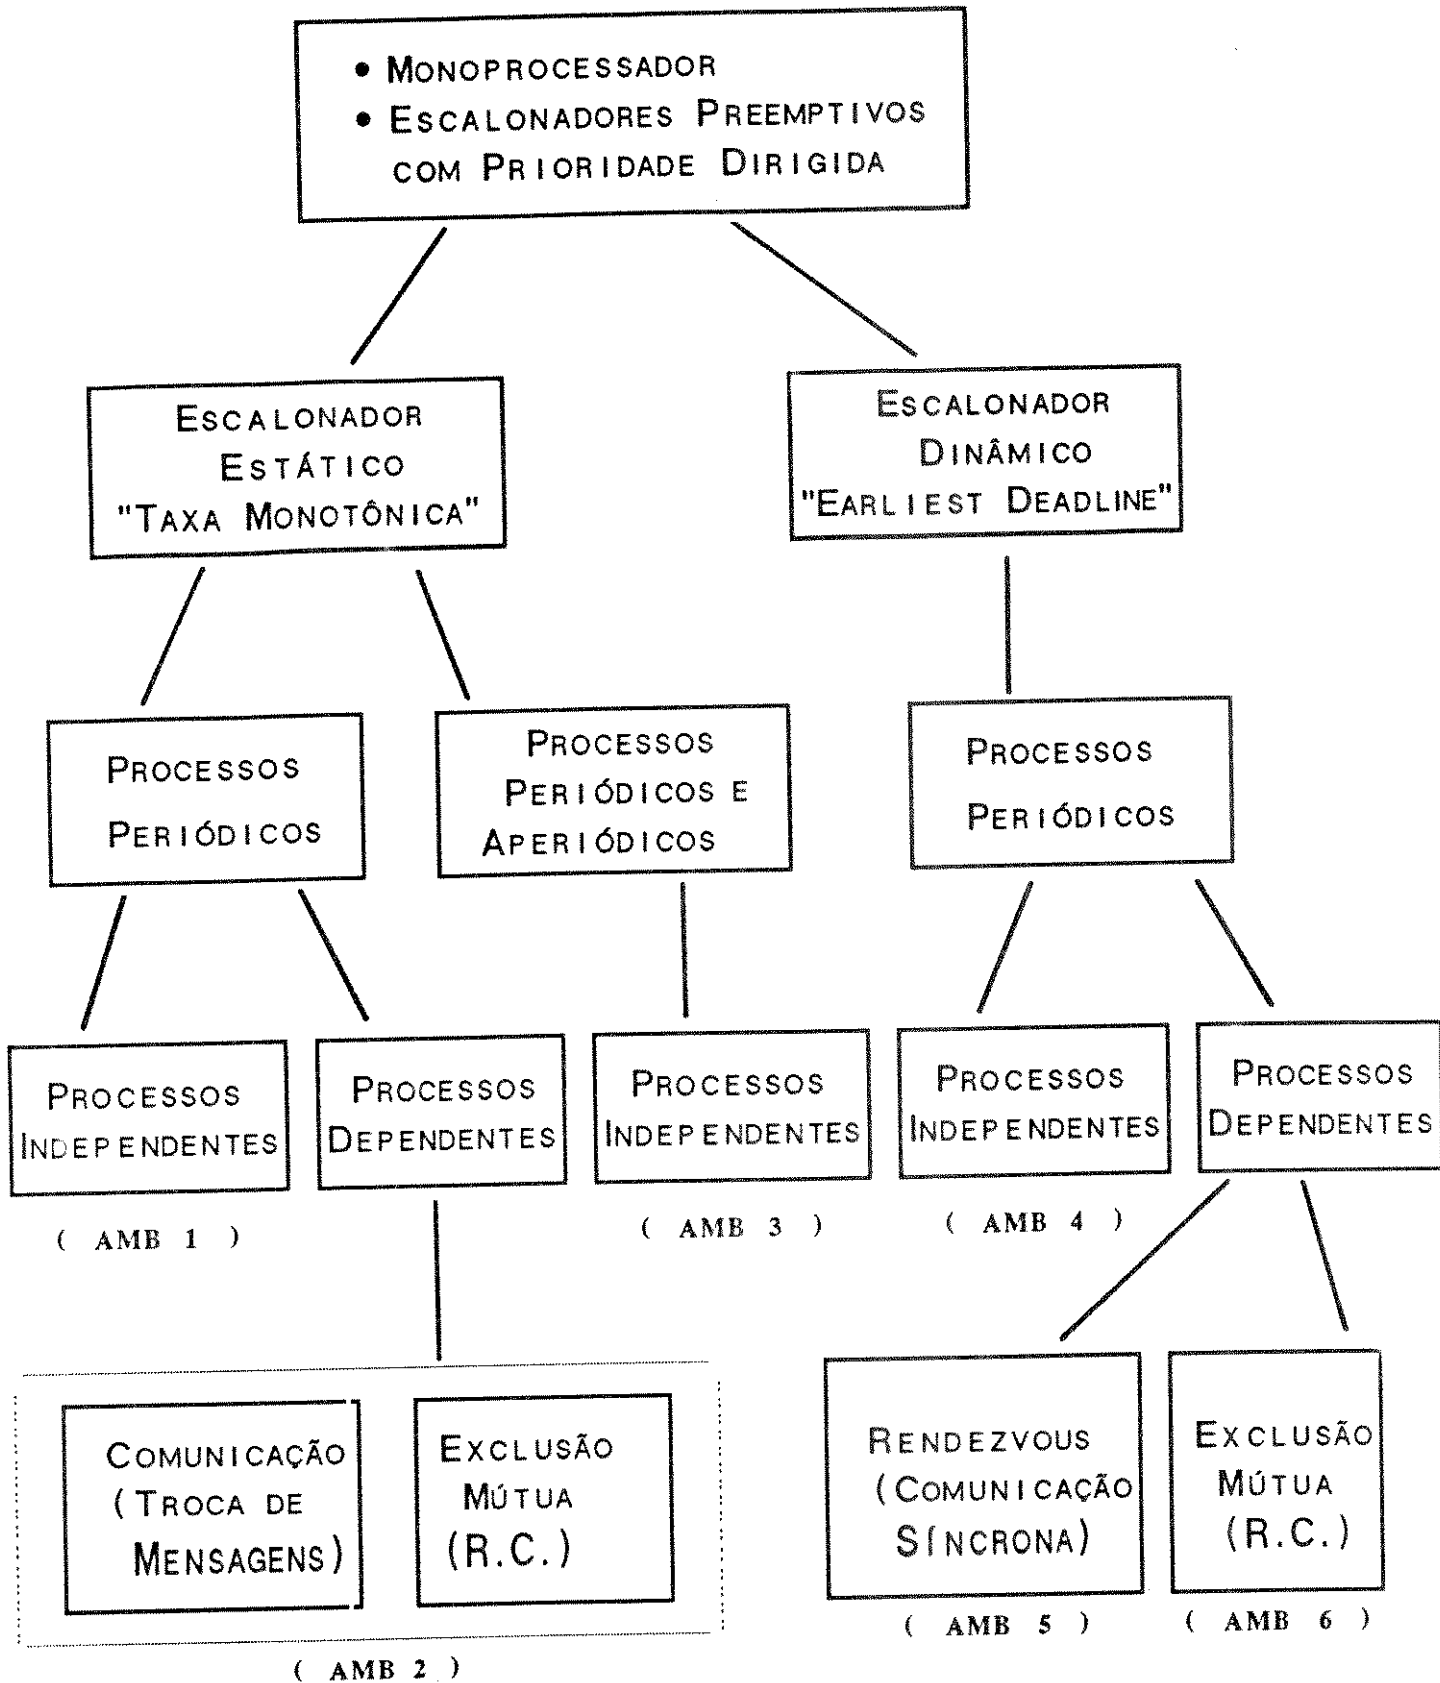 • MONOPROCESSADOR
• ESCALONADORES PREEMPTIVOS
COM PRIORIDADE DIRIGIDA
ESCALONADOR
ESTÁTICO
"TAXA MONOTÔNICA"
ESCALONADOR
DINÂMICO
"EARLIEST DEADLINE"
PROCESSOS
PERIÓDICOS
PROCESSOS
PERIÓDICOS E
APERIÓDICOS
PROCESSOS
PERIÓDICOS
PROCESSOS
INDEPENDENTES
( AMB 1 )
PROCESSOS
DEPENDENTES
PROCESSOS
INDEPENDENTES
( AMB 3 )
PROCESSOS
INDEPENDENTES
( AMB 4 )
PROCESSOS
DEPENDENTES
COMUNICAÇÃO
(TROCA DE
MENSAGENS)
EXCLUSÃO
MÚTUA
(R.C.)
( AMB 2 )
RENDEZVOUS
(COMUNICAÇÃO
SÍNCRONA)
( AMB 5 )
EXCLUSÃO
MÚTUA
(R.C.)
( AMB 6 )